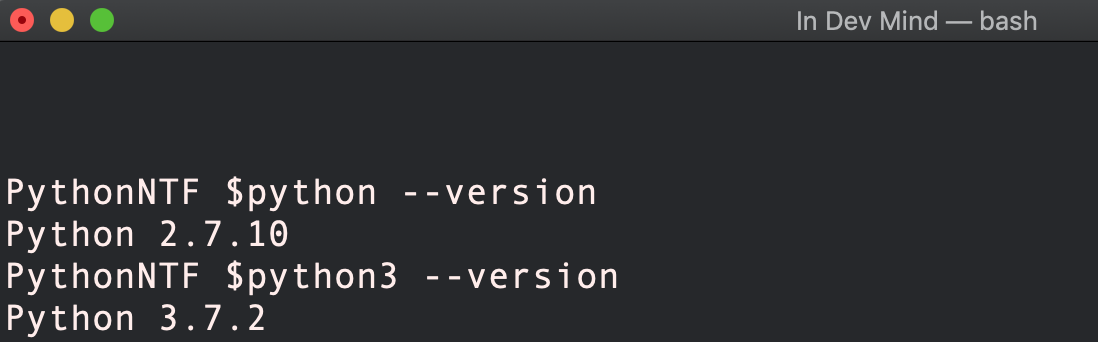 In Dev Mind — bash
PythonNTF $python --version
Python 2.7.10
PythonNTF $python3 --version
Python 3.7.2